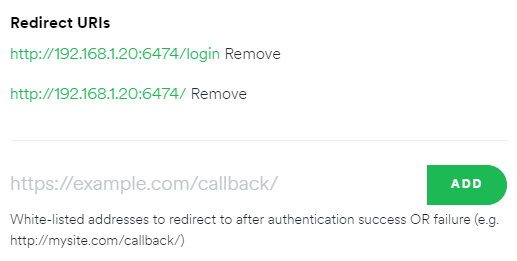 Redirect URIs
http://192.168.1.20:6474/login Remove
http://192.168.1.20:6474/ Remove
https://example.com/callback/ ADD
White-listed addresses to redirect to after authentication success OR failure (e.g.
http://mysite.com/callback/)